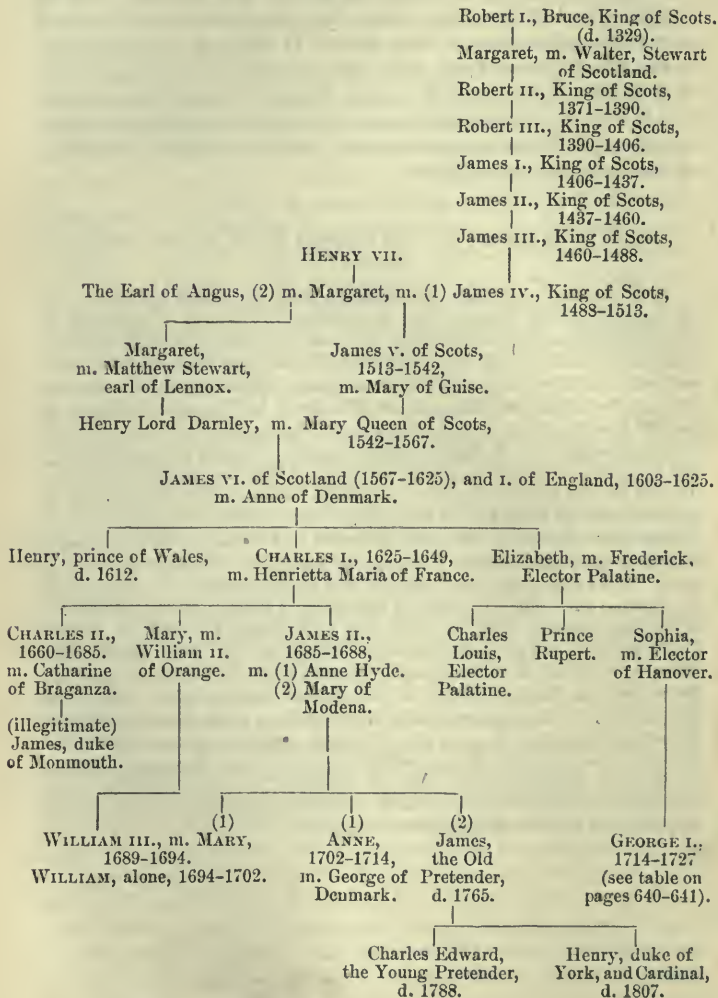 Robert I., Bruce, King of Scots.
(d. 1329).
Margaret, m. Walter, Stewart
of Scotland.
Robert II., King of Scots,
1371-1390.
Robert III., King of Scots,
1390-1406.
James I., King of Scots,
1406-1437.
James II., King of Scots,
1437-1460.
James III., King of Scots,
1460-1488.
HENRY VII.
The Earl of Angus, (2) m. Margaret, m. (1) James IV., King of Scots,
1488-1513.
Margaret,
m. Matthew Stewart,
earl of Lennox.
James V. of Scots,
1513-1542,
m. Mary of Guise.
Henry Lord Darnley, m. Mary Queen of Scots,
1542-1567.
JAMES VI. of Scotland (1567-1625), and I. of England, 1603-1625.
m. Anne of Denmark.
Henry, prince of Wales,
d. 1612.
CHARLES I., 1625-1649,
m. Henrietta Maria of France.
Elizabeth, m. Frederick,
Elector Palatine.
CHARLES II.,
1660-1685.
m. Catharine
of Braganza.
(illegitimate)
James, duke
of Monmouth.
Mary, m.
William II.
of Orange.
JAMES II.,
1685-1688,
m. (1) Anne Hyde.
(2) Mary of
Modena.
Charles
Louis,
Elector
Palatine.
Prince
Rupert.
Sophia,
m. Elector
of Hanover.
(1)
WILLIAM III., m. MARY,
1689-1694.
WILLIAM, alone, 1694-1702.
(1)
ANNE,
1702-1714,
m. George of
Denmark.
(2)
James,
the Old
Pretender,
d. 1765.
GEORGE I.,
1714-1727
(see table on
pages 640-641).
Charles Edward,
the Young Pretender,
d. 1788.
Henry, duke of
York, and Cardinal,
d. 1807.